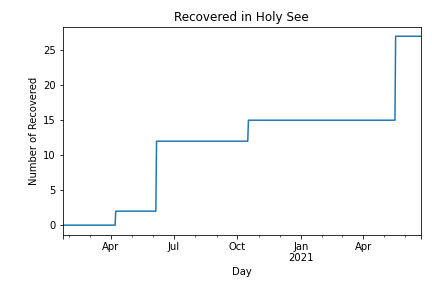 Recovered in Holy See
Number of Recovered
25
20
15
10
5
0
Apr
Jul
Oct
Jan
2021
Apr
Day